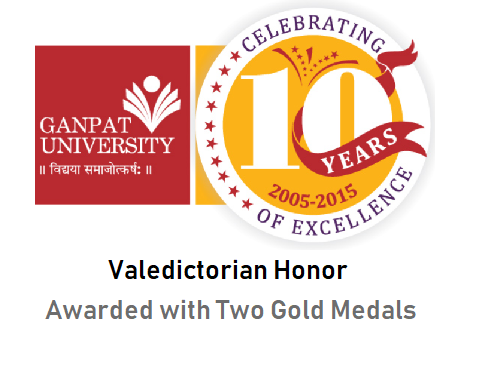 GANPAT
UNIVERSITY
॥ विद्यया समाजोत्कर्षः ॥
CELEBRATING
10
YEARS
2005-2015
OF EXCELLENCE
Valedictorian Honor
Awarded with Two Gold Medals